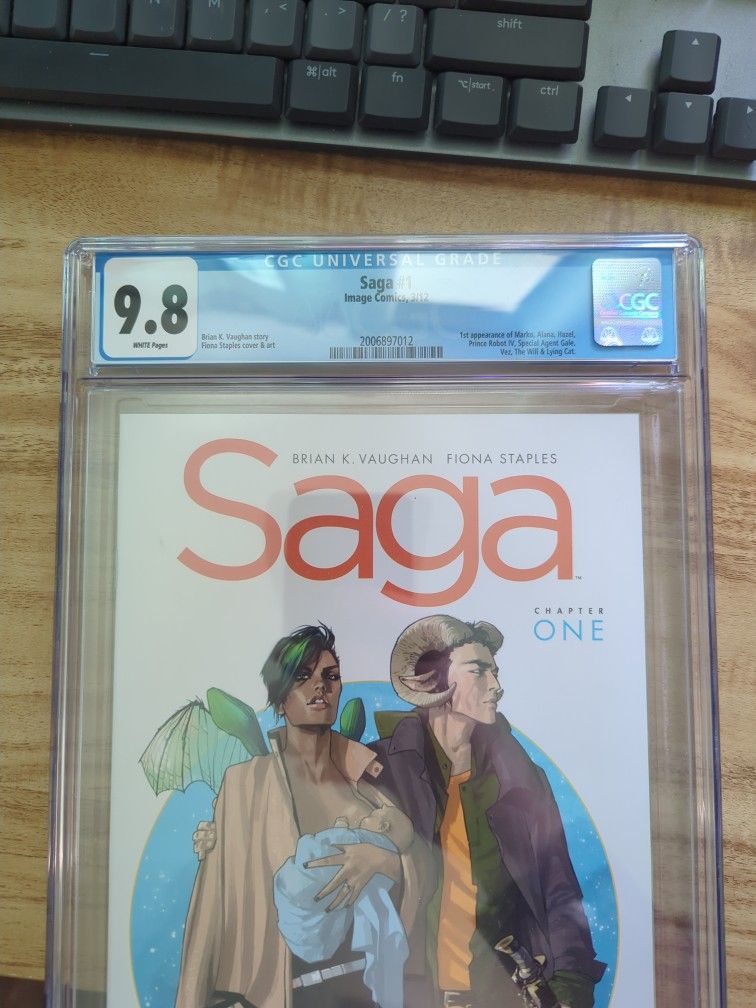 N M , < . > / ? shift
⌘|alt fn ⌥|start ctrl
CGC UNIVERSAL GRADE
9.8
WHITE Pages
Saga #1
Image Comics, 3/12
Brian K. Vaughan story
Fiona Staples cover & art
2006897012
1st appearance of Marko, Alana, Hazel,
Prince Robot IV, Special Agent Gale,
Vez, The Will & Lying Cat.
CGC
BRIAN K. VAUGHAN FIONA STAPLES
Saga™
CHAPTER
ONE